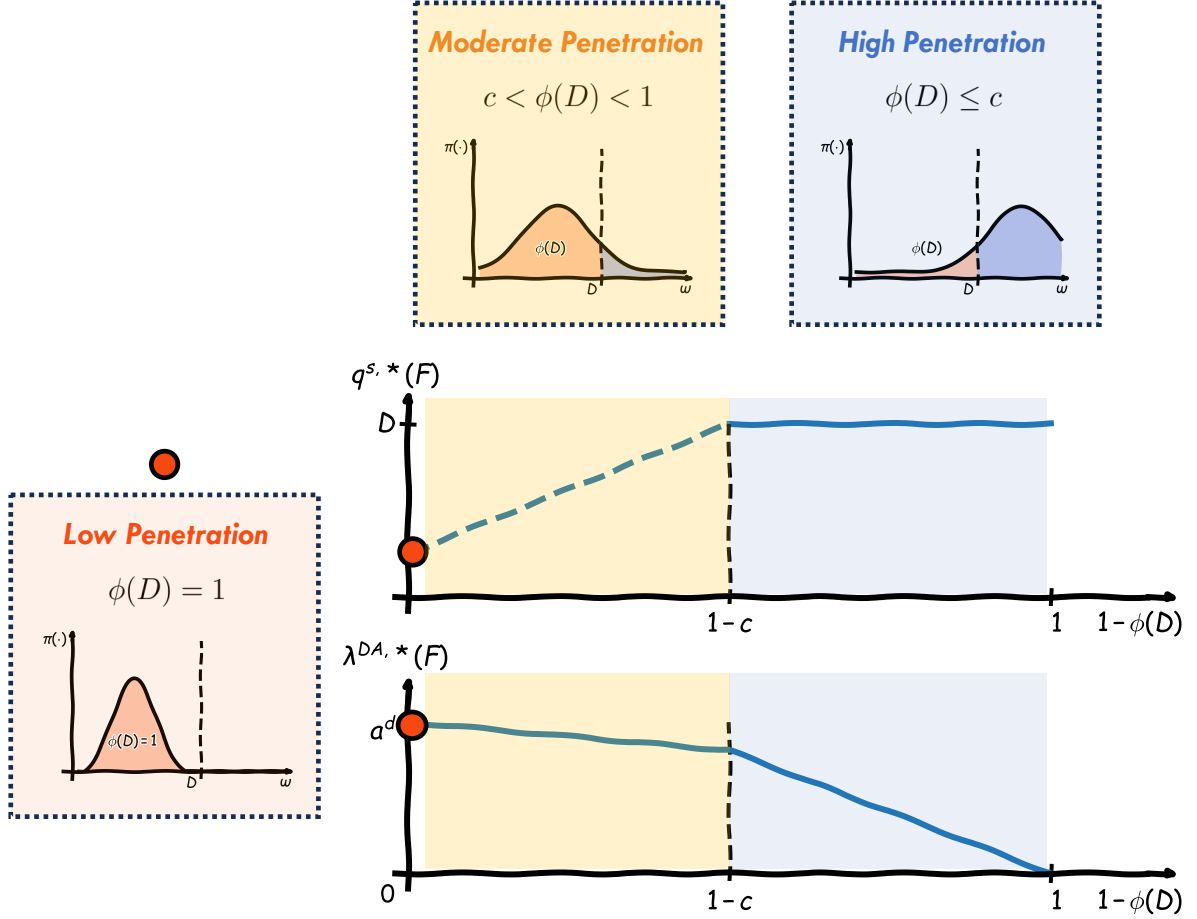 Moderate Penetration
c < ϕ(D) < 1
π(·)
ϕ(D)
D
w
High Penetration
ϕ(D) ≤ c
π(·)
ϕ(D)
D
w
Low Penetration
ϕ(D) = 1
π(·)
ϕ(D)=1
D
w
q^{s,*}(F)
D
1-c
1
1-ϕ(D)
λ^{DA,*}(F)
a^d
0
1-c
1
1-ϕ(D)